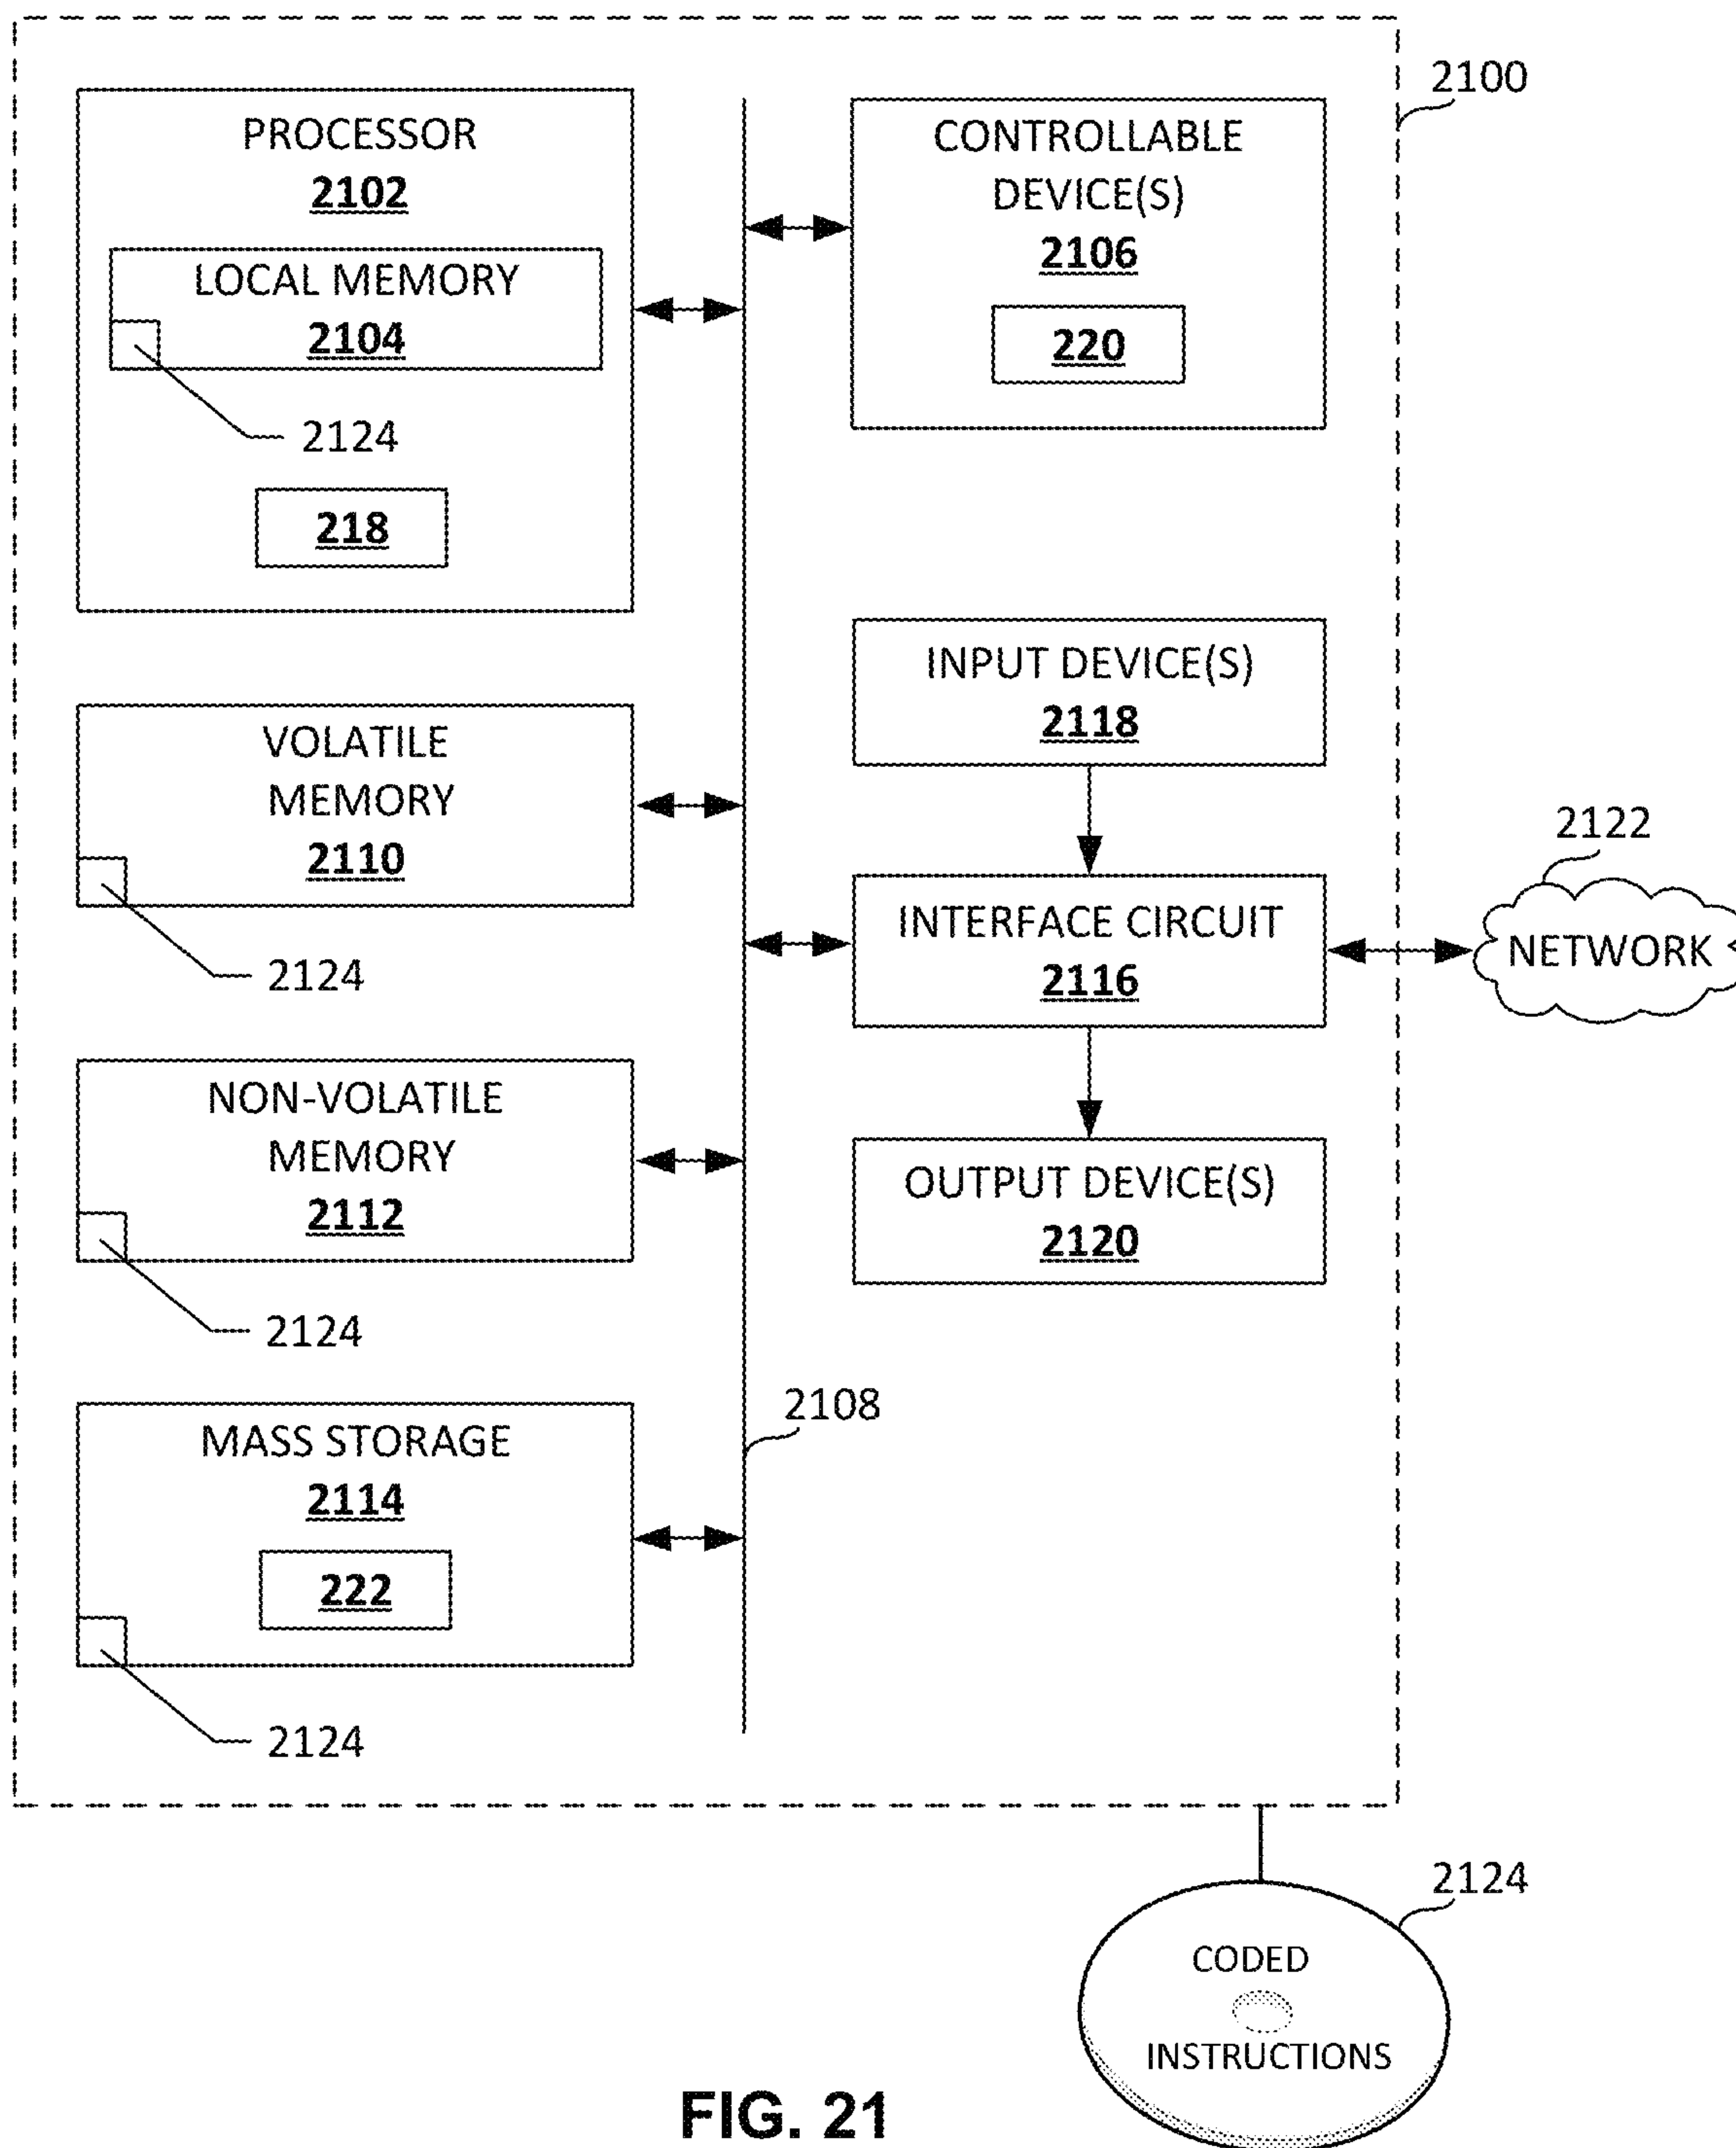 2100
PROCESSOR
2102
LOCAL MEMORY
2104
2124
218
CONTROLLABLE
DEVICE(S)
2106
220
INPUT DEVICE(S)
2118
VOLATILE
MEMORY
2110
2124
INTERFACE CIRCUIT
2116
2122
NETWORK
NON-VOLATILE
MEMORY
2112
2124
OUTPUT DEVICE(S)
2120
2108
MASS STORAGE
2114
222
2124
2124
CODED
INSTRUCTIONS
FIG. 21